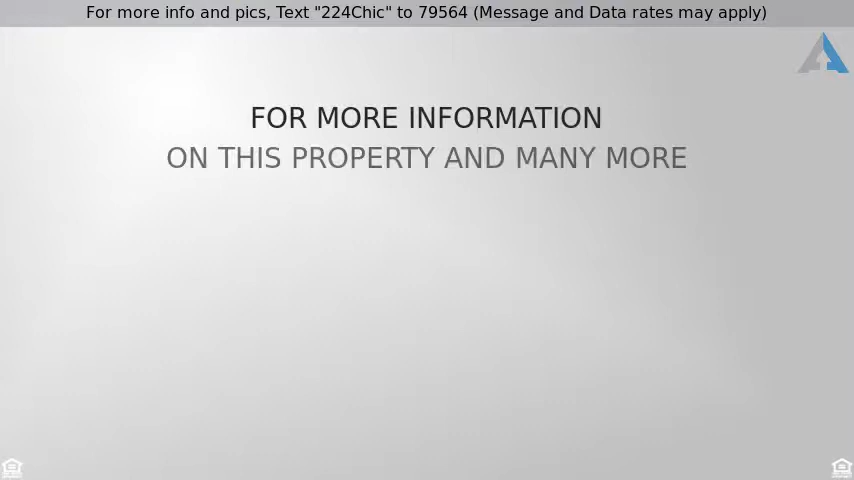 For more info and pics, Text "224Chic" to 79564 (Message and Data rates may apply)
FOR MORE INFORMATION
ON THIS PROPERTY AND MANY MORE